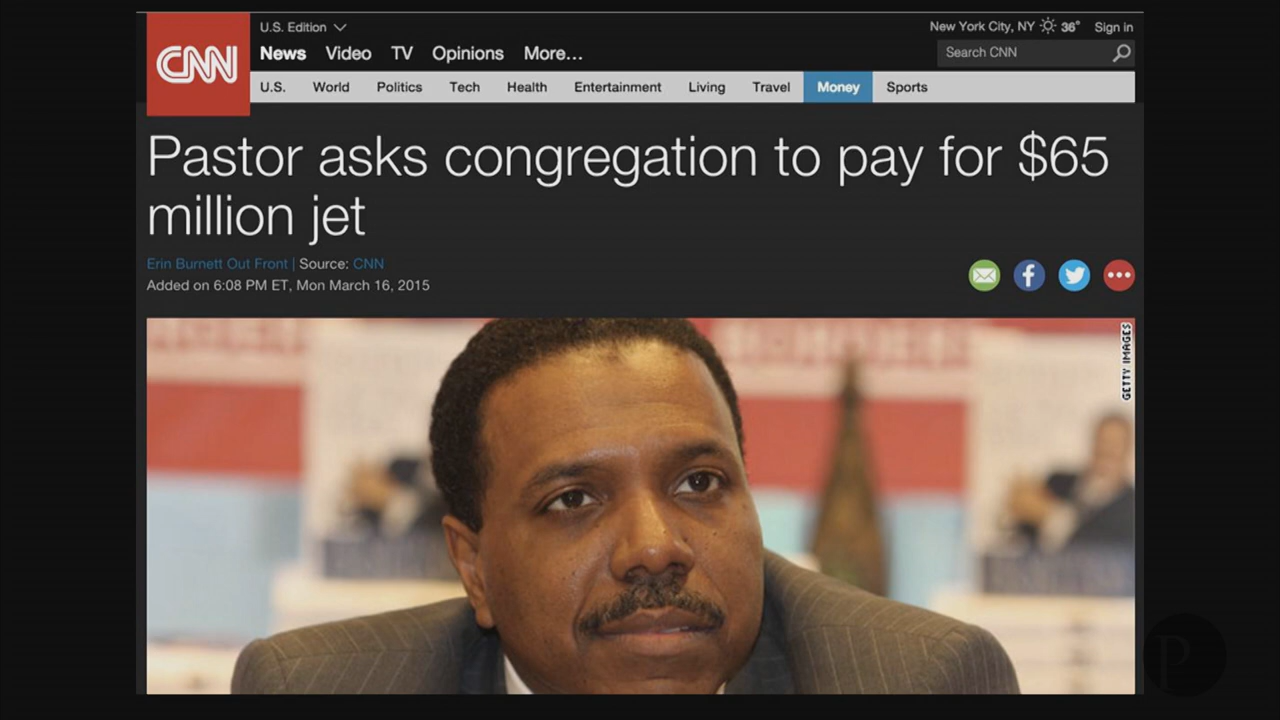 CNN
U.S. Edition
New York City, NY 36° Sign in
News Video TV Opinions More...
Search CNN
U.S. World Politics Tech Health Entertainment Living Travel Money Sports
Pastor asks congregation to pay for $65
million jet
Erin Burnett Out Front | Source: CNN
Added on 6:08 PM ET, Mon March 16, 2015
GETTY IMAGES
P